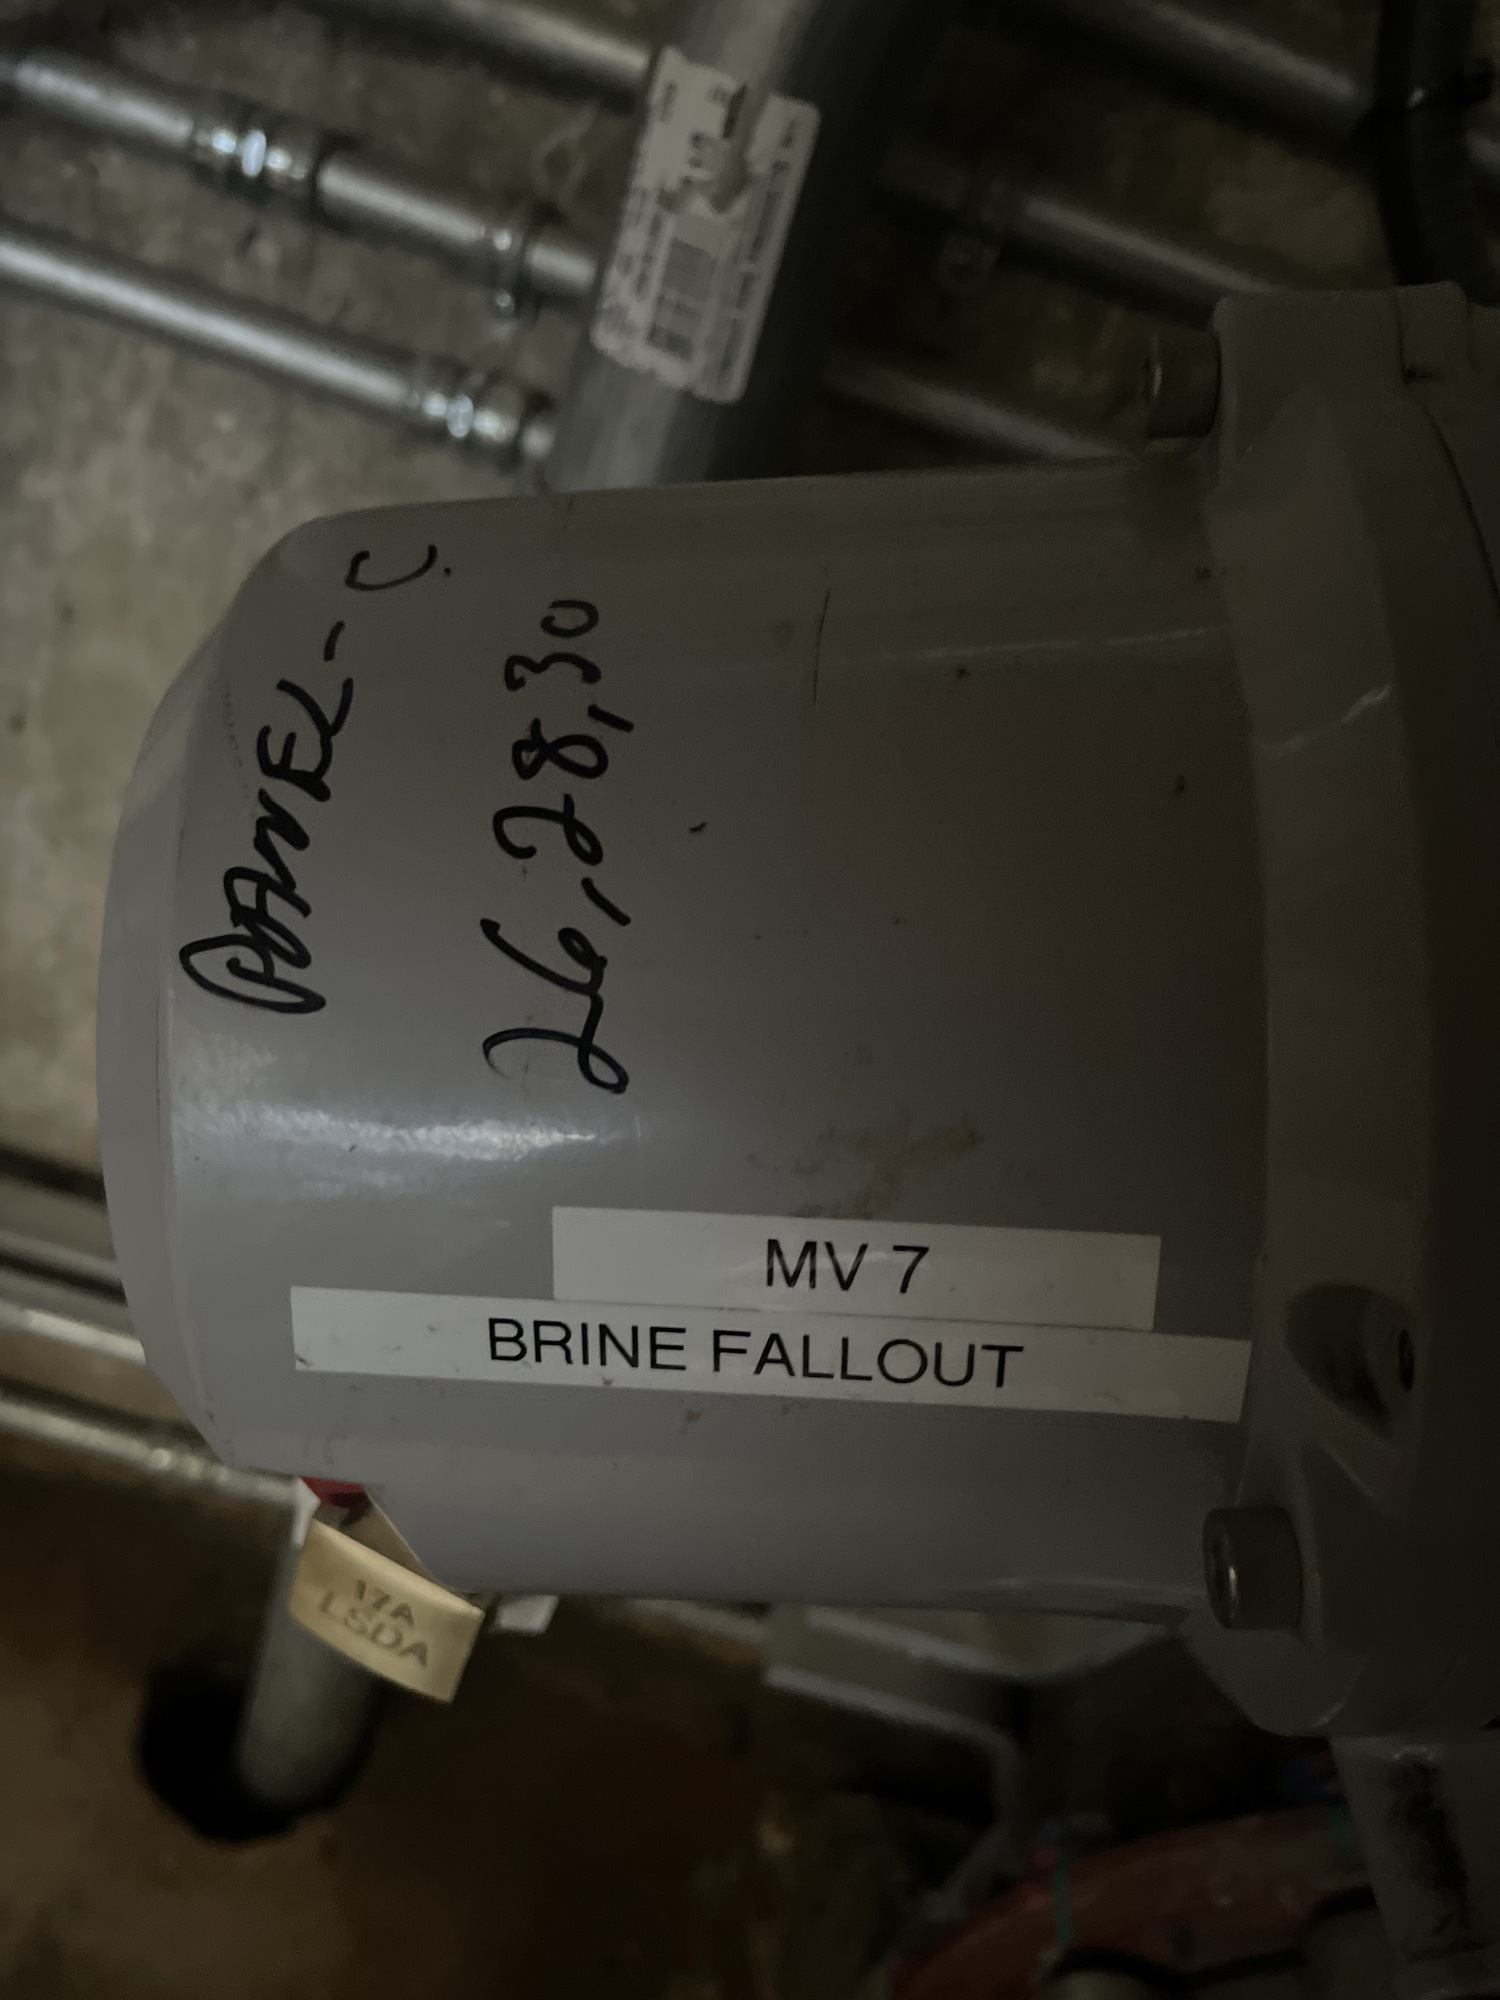 PANEL-C.
26,28,30
MV 7
BRINE FALLOUT
17A
LSDA